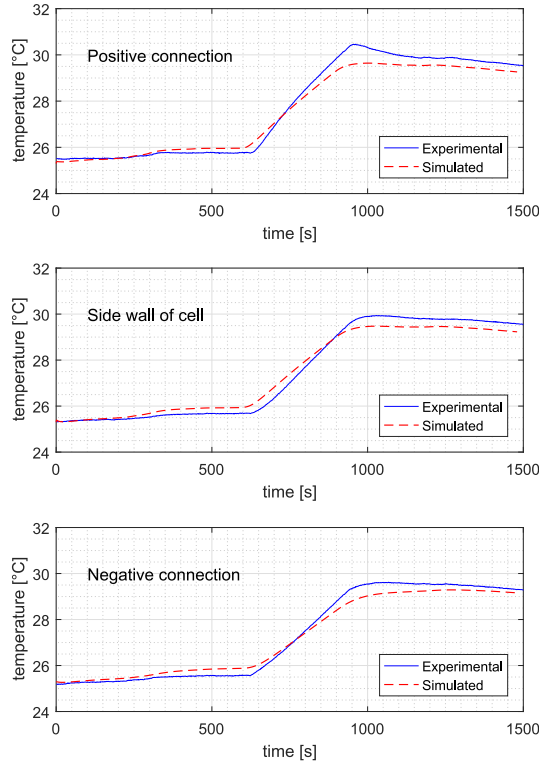 32
30
28
26
24
temperature [°C]
Positive connection
Experimental
Simulated
0
500
1000
1500
time [s]
32
30
28
26
24
temperature [°C]
Side wall of cell
Experimental
Simulated
0
500
1000
1500
time [s]
32
30
28
26
24
temperature [°C]
Negative connection
Experimental
Simulated
0
500
1000
1500
time [s]